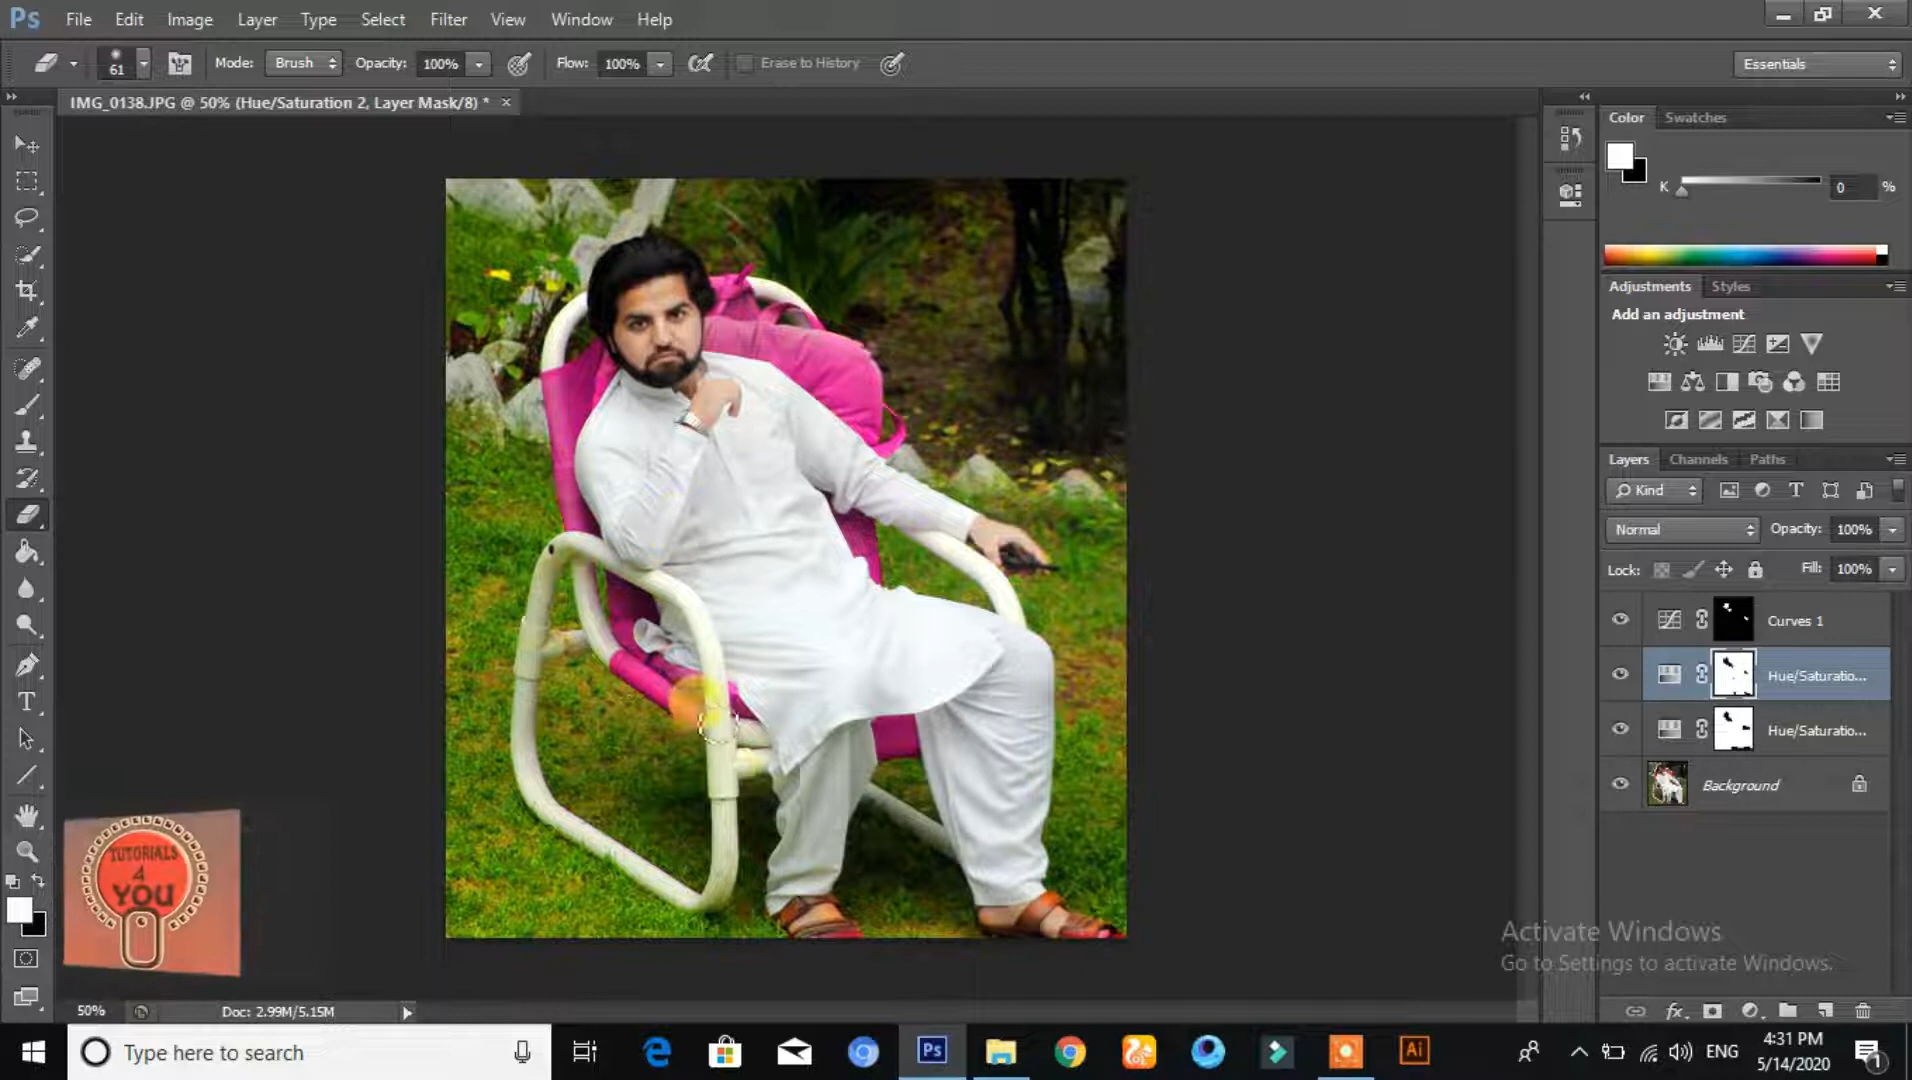 Ps File Edit Image Layer Type Select Filter View Window Help
61 Mode: Brush Opacity: 100% Flow: 100% Erase to History Essentials
IMG_0138.JPG @ 50% (Hue/Saturation 2, Layer Mask/8) * ×
Color Swatches
K 0 %
Adjustments Styles
Add an adjustment
Layers Channels Paths
Kind
Normal Opacity: 100%
Lock: Fill: 100%
Curves 1
Hue/Saturatio...
Hue/Saturatio...
Background
TUTORIALS
4
YOU
Activate Windows
Go to Settings to activate Windows.
50% Doc: 2.99M/5.15M
Type here to search
Ps
Ai
ENG
4:31 PM
5/14/2020
1